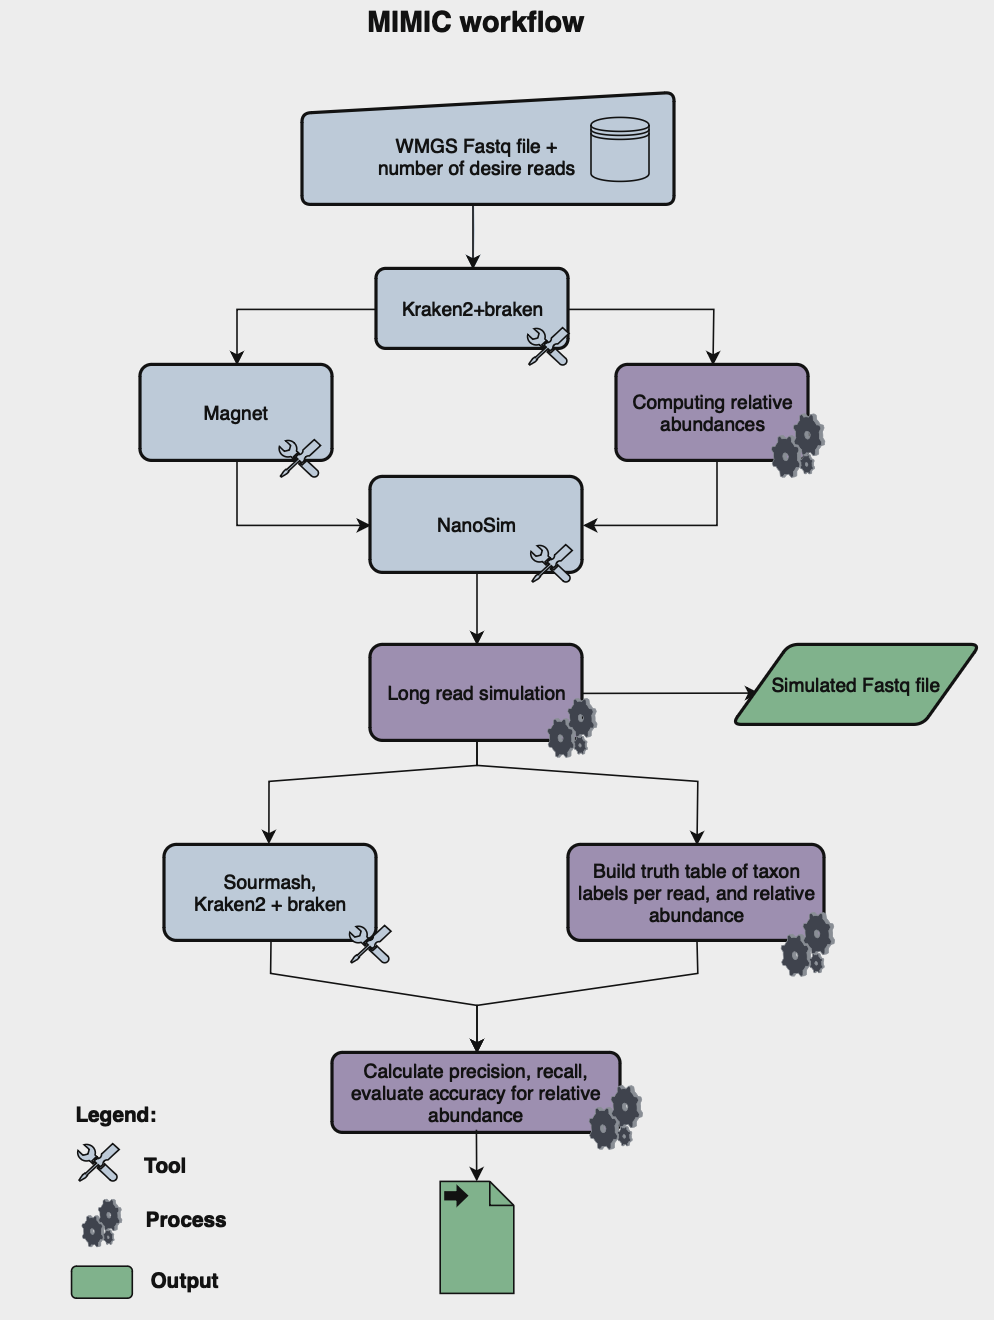 MIMIC workflow
WMGS Fastq file +
number of desire reads
Kraken2+braken
Magnet
Computing relative
abundances
NanoSim
Long read simulation
Simulated Fastq file
Sourmash,
Kraken2 + braken
Build truth table of taxon
labels per read, and relative
abundance
Calculate precision, recall,
evaluate accuracy for relative
abundance
Legend:
Tool
Process
Output